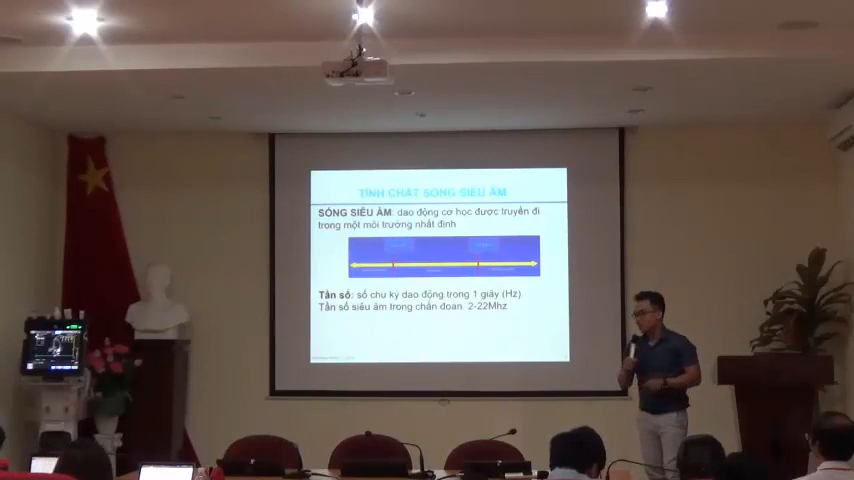 TÍNH CHẤT SÓNG SIÊU ÂM
SÓNG SIÊU ÂM: dao động cơ học được truyền đi
trong một môi trường nhất định
Tần số: số chu kỳ dao động trong 1 giây (Hz)
Tần số siêu âm trong chẩn đoán 2-22Mhz